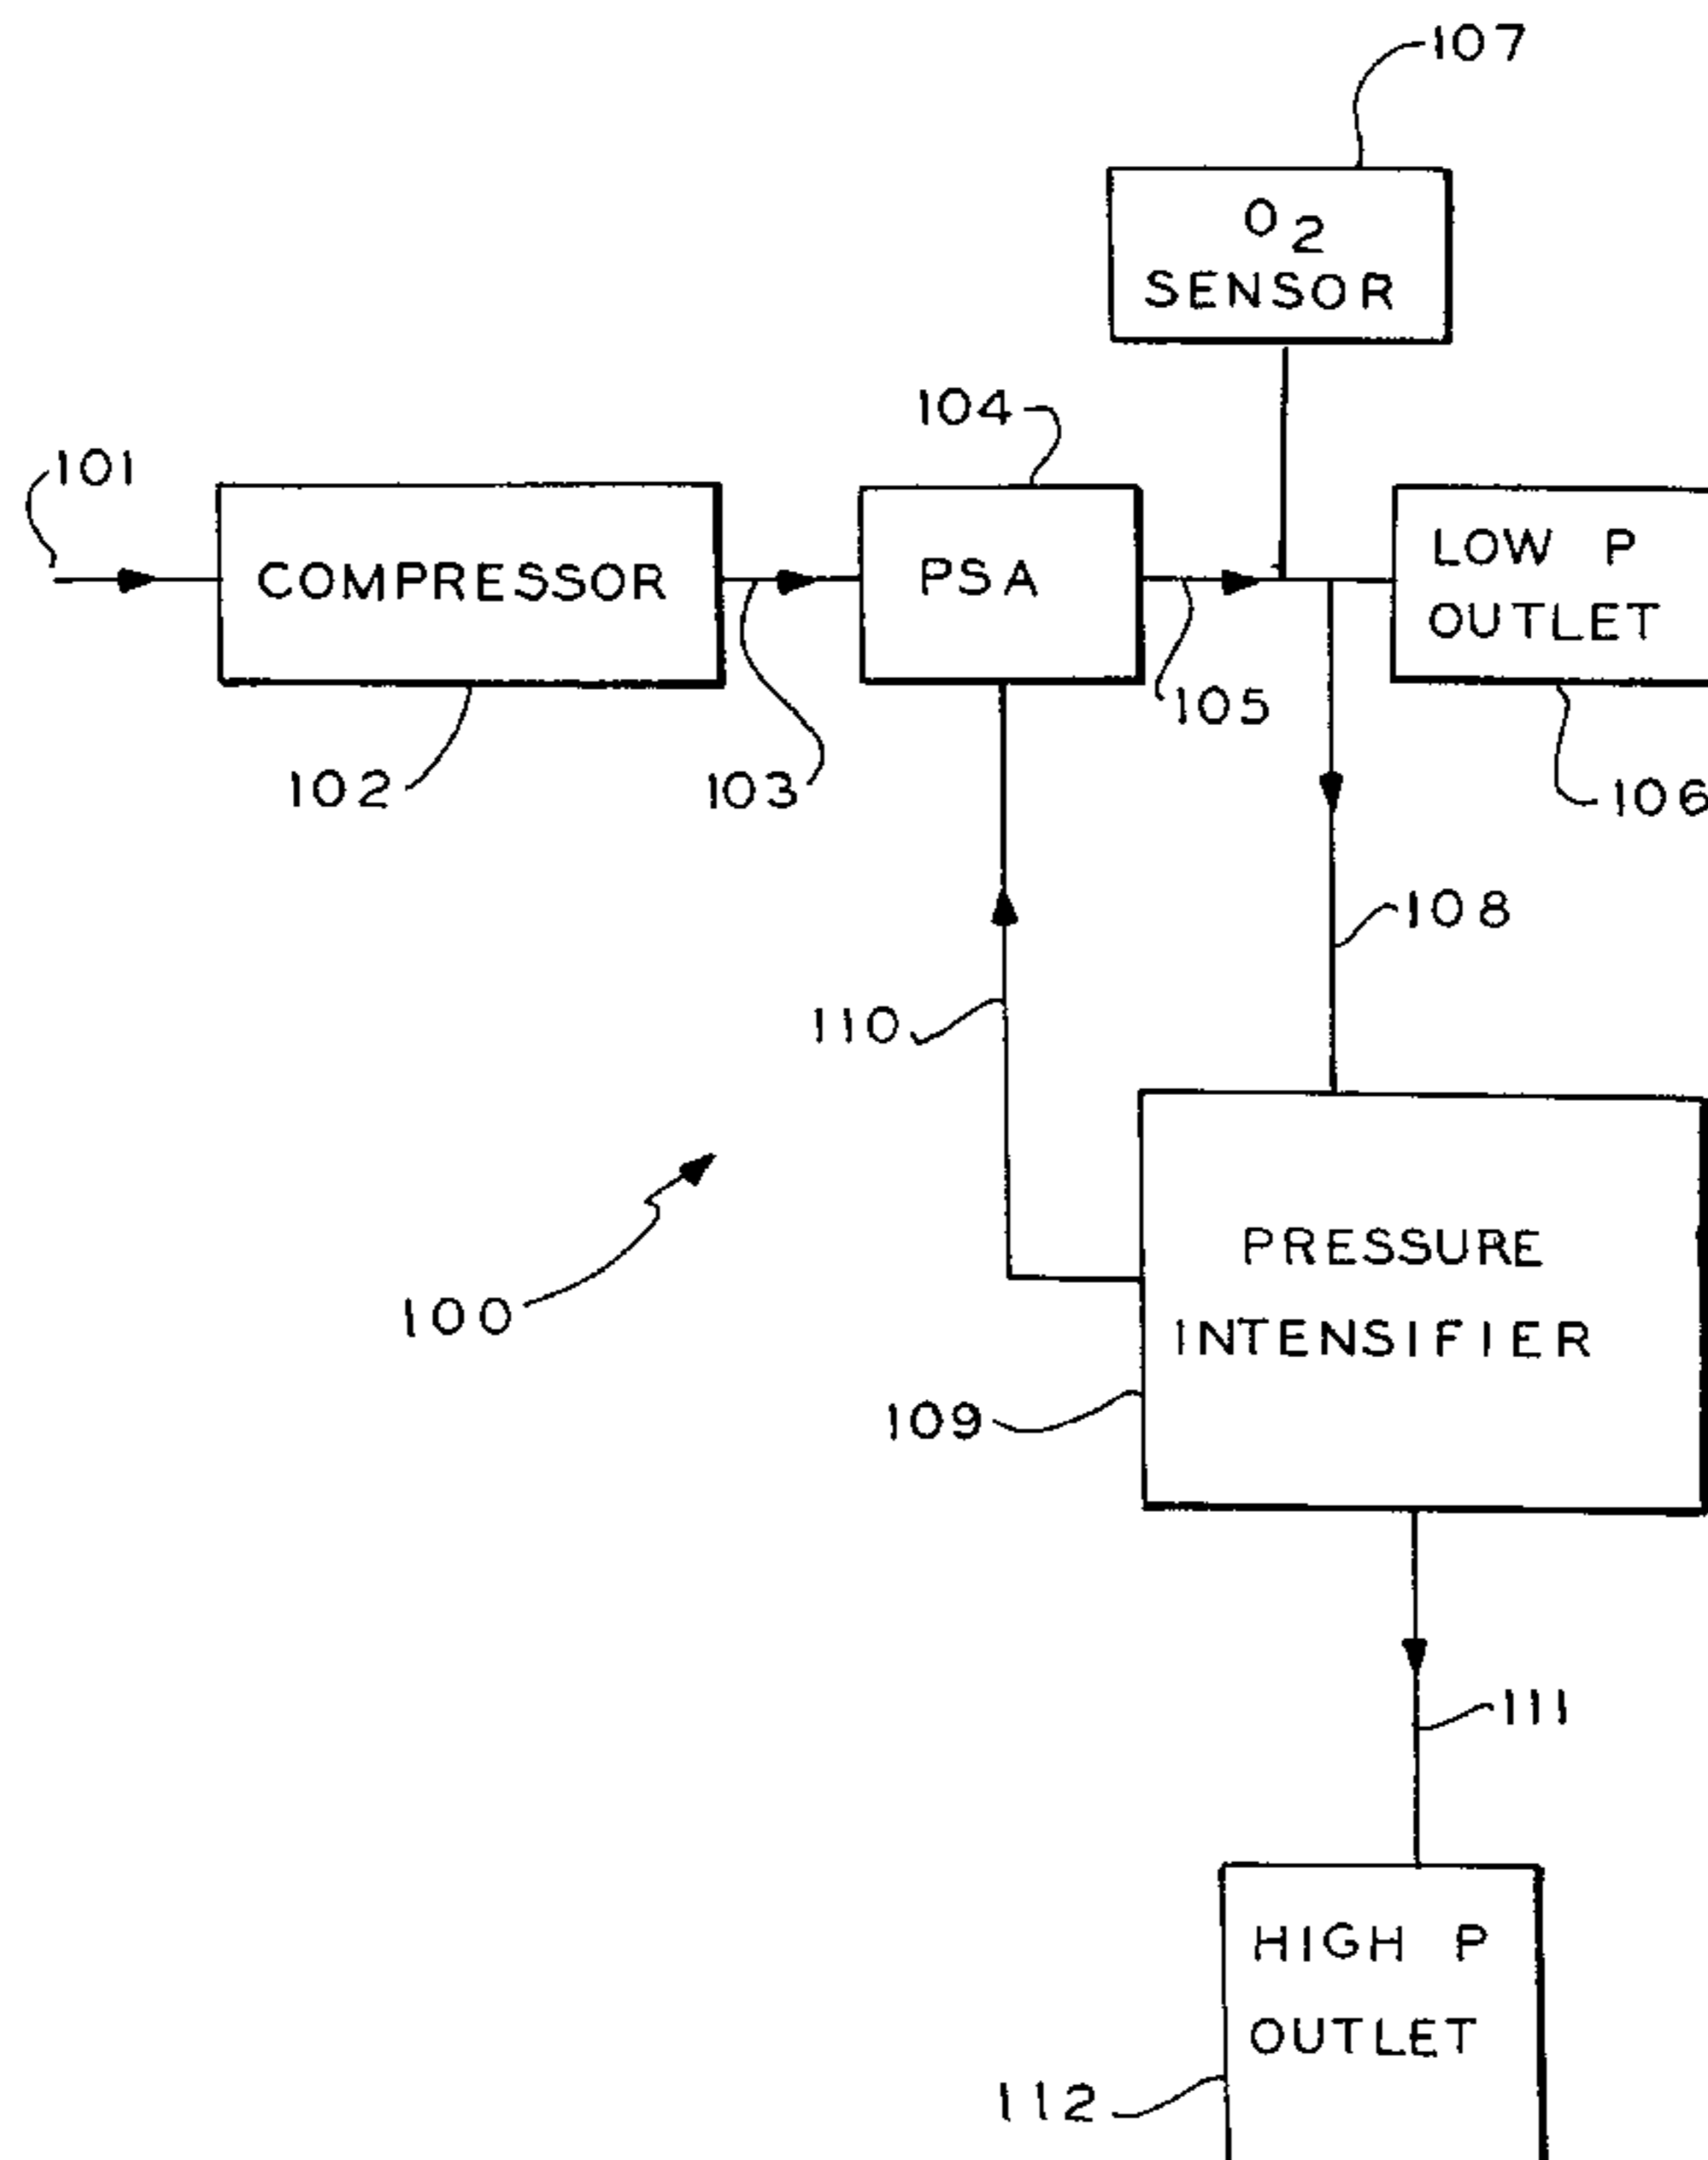 107
O2
SENSOR
104
101
COMPRESSOR
PSA
LOW P
OUTLET
105
102
103
106
108
110
PRESSURE
INTENSIFIER
100
109
111
HIGH P
OUTLET
112